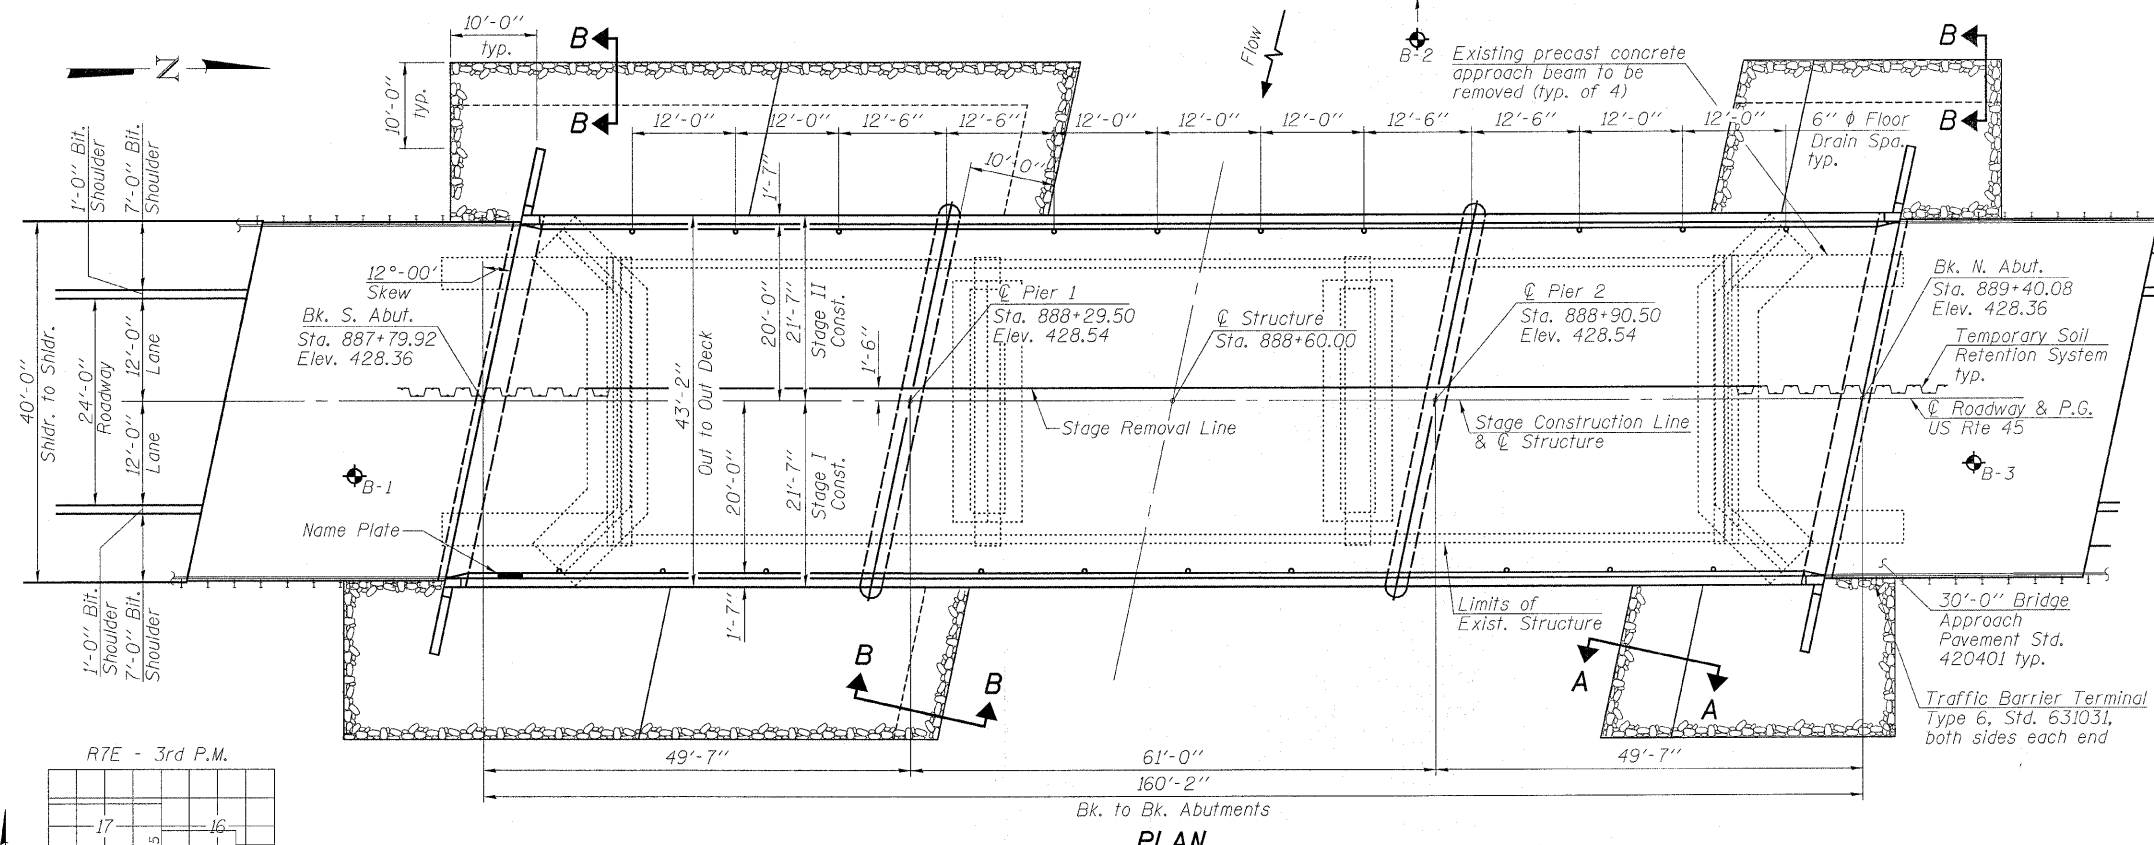 10'-0"
typ.
10'-0"
typ.
N
B
B
Flow
B-2
Existing precast concrete
approach beam to be
removed (typ. of 4)
B
B
12'-0"
12'-0"
12'-6"
12'-6"
12'-0"
12'-0"
12'-0"
12'-6"
12'-6"
12'-0"
12'-0"
6" ϕ Floor
Drain Spa.
typ.
10'-0"
1'-7"
1'-0" Bit.
Shoulder
7'-0" Bit.
Shoulder
12°-00'
Skew
Bk. S. Abut.
Sta. 887+79.92
Elev. 428.36
℄ Pier 1
Sta. 888+29.50
Elev. 428.54
℄ Structure
Sta. 888+60.00
℄ Pier 2
Sta. 888+90.50
Elev. 428.54
Bk. N. Abut.
Sta. 889+40.08
Elev. 428.36
Temporary Soil
Retention System
typ.
40'-0"
Shldr. to Shldr.
24'-0"
Roadway
12'-0"
Lane
12'-0"
Lane
43'-2"
Out to Out Deck
20'-0"
21'-7"
Stage II
Const.
1'-6"
20'-0"
21'-7"
Stage I
Const.
Stage Removal Line
Stage Construction Line
& ℄ Structure
℄ Roadway & P.G.
US Rte 45
B-1
B-3
Name Plate
1'-0" Bit.
Shoulder
7'-0" Bit.
Shoulder
1'-7"
Limits of
Exist. Structure
30'-0" Bridge
Approach
Pavement Std.
420401 typ.
B
B
A
A
Traffic Barrier Terminal
Type 6, Std. 631031,
both sides each end
49'-7"
61'-0"
49'-7"
160'-2"
Bk. to Bk. Abutments
PLAN
R7E - 3rd P.M.
17
16